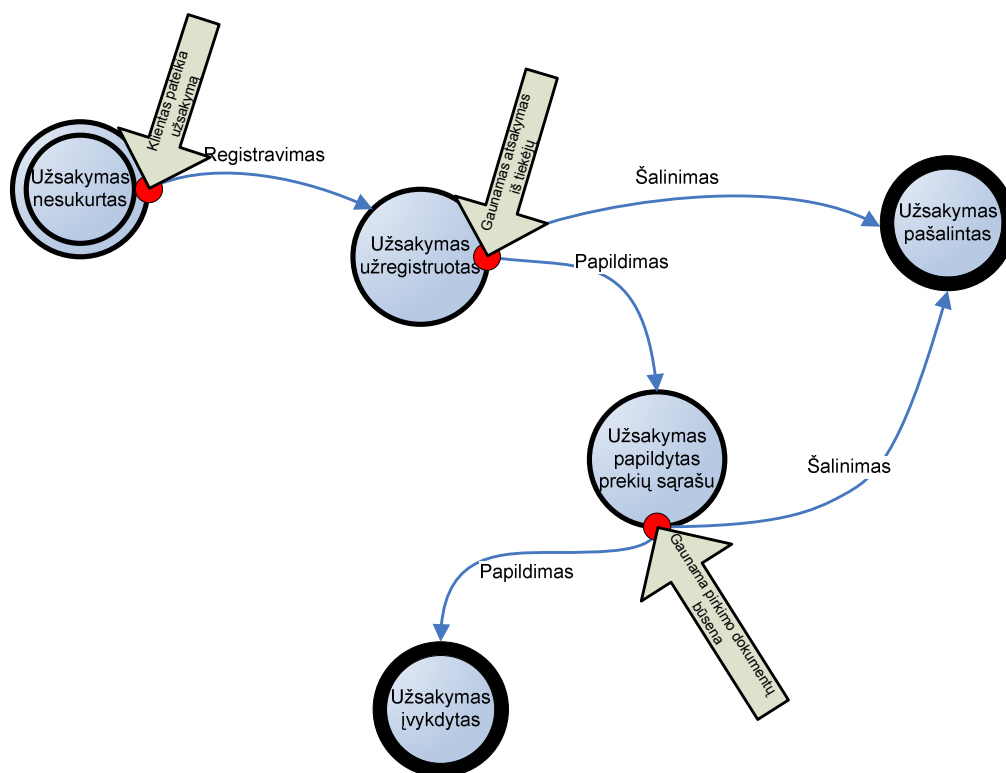 Klientas pateikia
užsakymą
Užsakymas
nesukurtas
Registravimas
Gaunamas atsakymas
iš tiekėjų
Užsakymas
užregistruotas
Šalinimas
Užsakymas
pašalintas
Papildimas
Užsakymas
papildytas
prekių sąrašu
Šalinimas
Gaunama pirkimo dokumentų
būsena
Papildimas
Užsakymas
įvykdytas